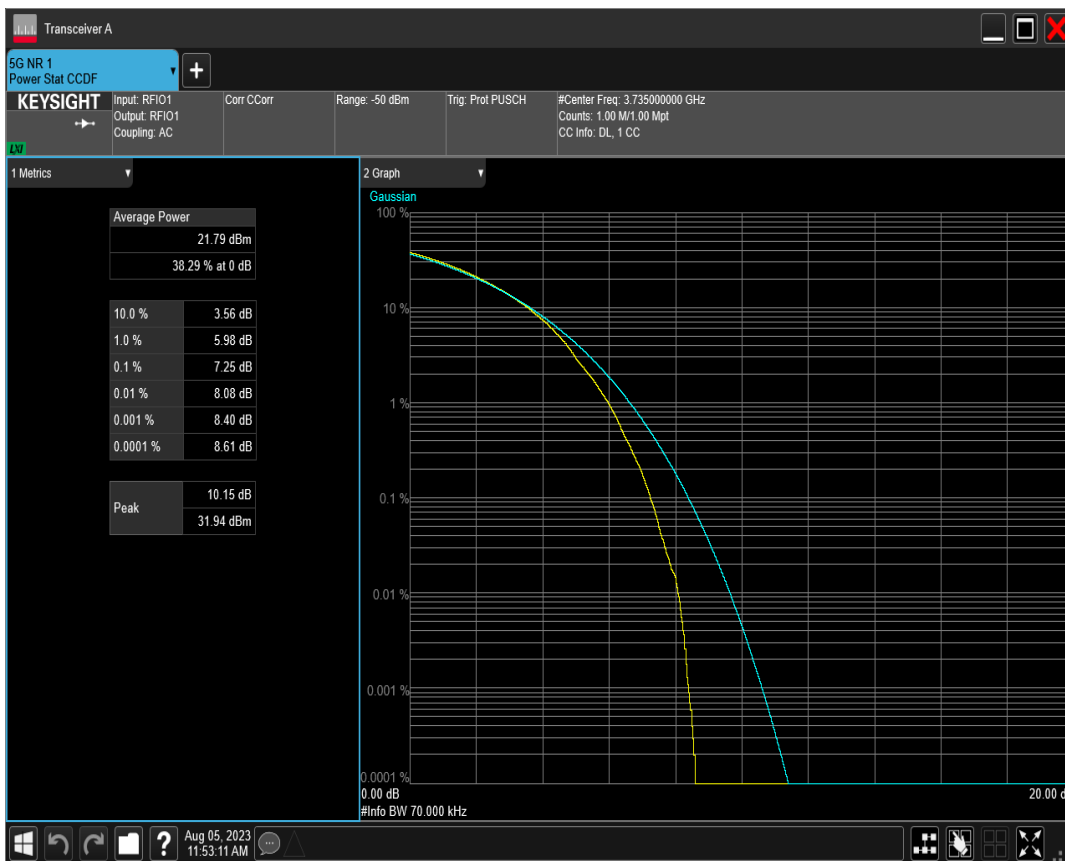 Transceiver A
5G NR 1
Power Stat CCDF
KEYSIGHT
LXI
Input: RFIO1
Output: RFIO1
Coupling: AC
Corr CCorr
Range: -50 dBm
Trig: Prot PUSCH
#Center Freq: 3.735000000 GHz
Counts: 1.00 M/1.00 Mpt
CC Info: DL, 1 CC
1 Metrics
Average Power
21.79 dBm
38.29 % at 0 dB
10.0 % 3.56 dB
1.0 % 5.98 dB
0.1 % 7.25 dB
0.01 % 8.08 dB
0.001 % 8.40 dB
0.0001 % 8.61 dB
Peak
10.15 dB
31.94 dBm
2 Graph
Gaussian
100 %
10 %
1 %
0.1 %
0.01 %
0.001 %
0.0001 %
0.00 dB
20.00 d
#Info BW 70.000 kHz
?
Aug 05, 2023
11:53:11 AM